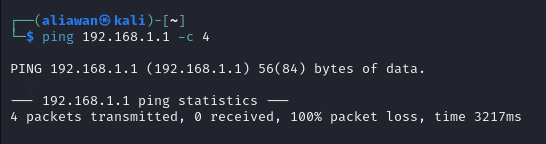 ┌──(aliawan㉿kali)-[~]
└─$ ping 192.168.1.1 -c 4
PING 192.168.1.1 (192.168.1.1) 56(84) bytes of data.
--- 192.168.1.1 ping statistics ---
4 packets transmitted, 0 received, 100% packet loss, time 3217ms